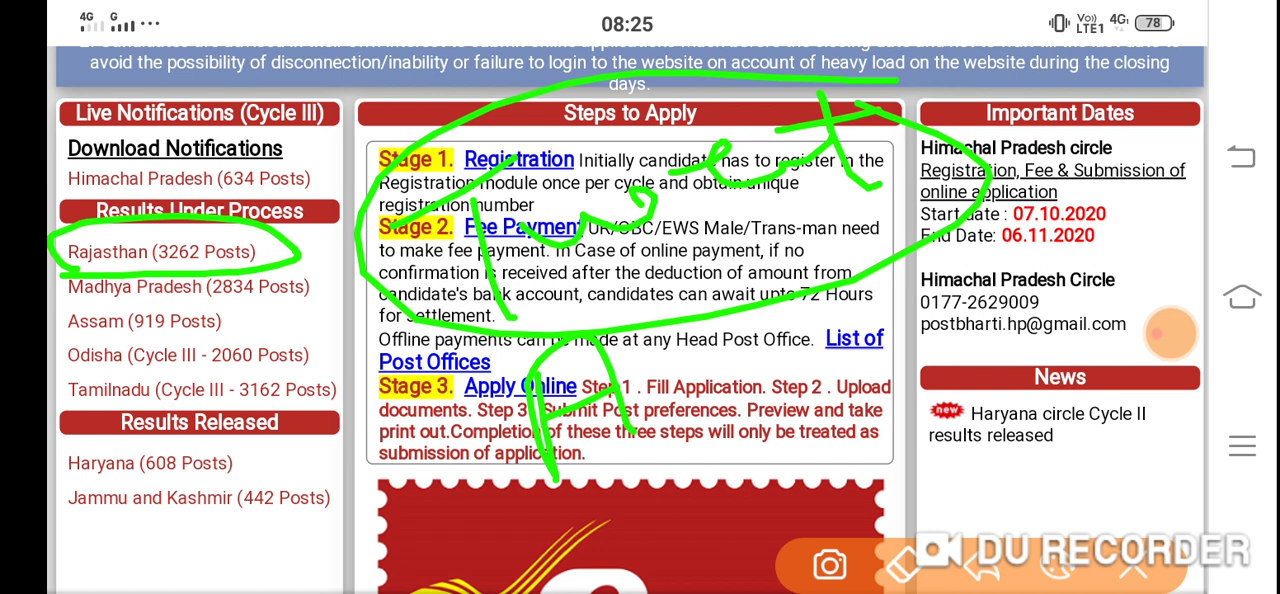 4G G ...
08:25
Vo)) LTE1 4G 78
avoid the possibility of disconnection/inability or failure to login to the website on account of heavy load on the website during the closing
days.
Live Notifications (Cycle III)
Download Notifications
Himachal Pradesh (634 Posts)
Results Under Process
Rajasthan (3262 Posts)
Madhya Pradesh (2834 Posts)
Assam (919 Posts)
Odisha (Cycle III - 2060 Posts)
Tamilnadu (Cycle III - 3162 Posts)
Results Released
Haryana (608 Posts)
Jammu and Kashmir (442 Posts)
Steps to Apply
Stage 1. Registration Initially candidate has to register in the
Registration module once per cycle and obtain unique
registration number
Stage 2. Fee Payment UR/OBC/EWS Male/Trans-man need
to make fee payment. In Case of online payment, if no
confirmation is received after the deduction of amount from
candidate's bank account, candidates can await upto 72 Hours
for settlement.
Offline payments can be made at any Head Post Office. List of
Post Offices
Stage 3. Apply Online Step 1 . Fill Application. Step 2 . Upload
documents. Step 3 . Submit Post preferences. Preview and take
print out.Completion of these three steps will only be treated as
submission of application.
Important Dates
Himachal Pradesh circle
Registration, Fee & Submission of
online application
Start date : 07.10.2020
End Date: 06.11.2020
Himachal Pradesh Circle
0177-2629009
postbharti.hp@gmail.com
News
new Haryana circle Cycle II
results released
DU RECORDER